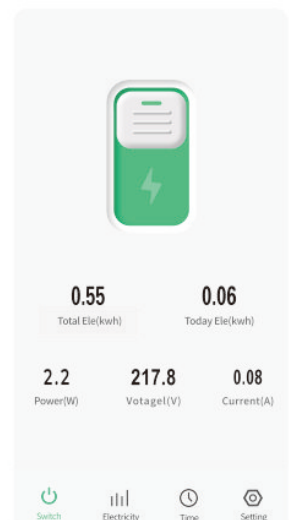 0.55 0.06
Total Ele(kwh) Today Ele(kwh)
2.2 217.8 0.08
Power(W) Votagel(V) Current(A)
Switch Electricity Time Setting